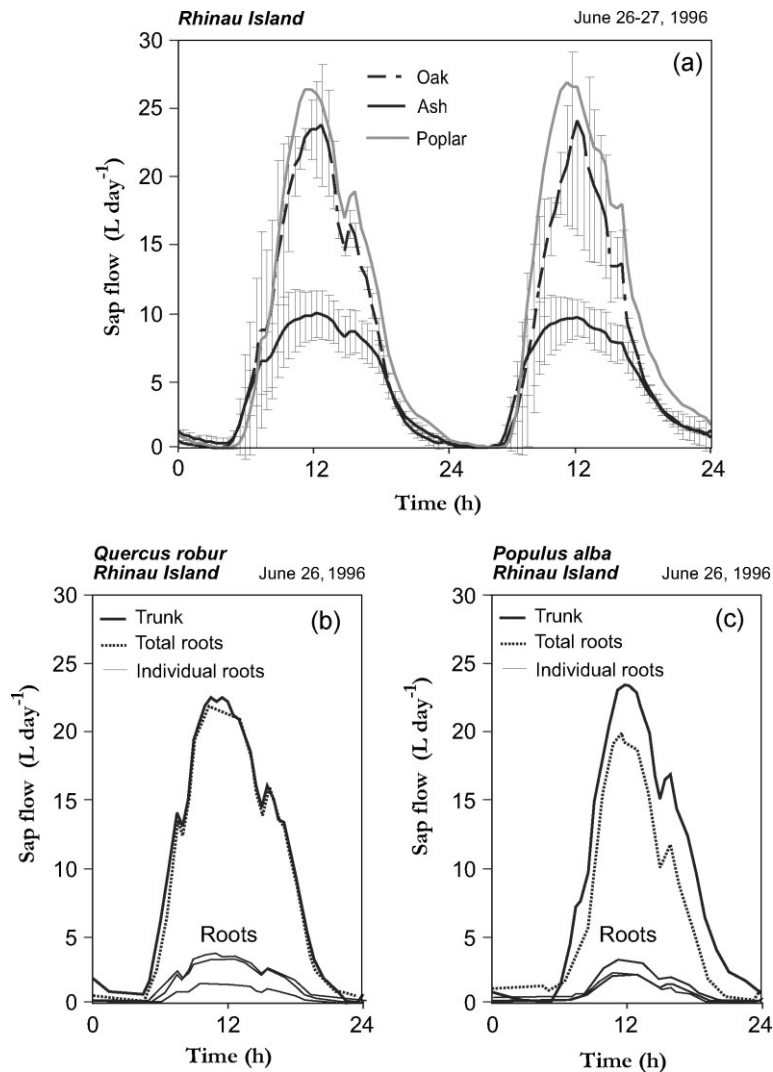 Rhinau Island June 26-27, 1996
(a)
Oak
Ash
Poplar
Sap flow (L day-1)
30
25
20
15
10
5
0
0 12 24 12 24
Time (h)
Quercus robur
Rhinau Island June 26, 1996
(b)
Trunk
Total roots
Individual roots
Sap flow (L day-1)
30
25
20
15
10
5
0
Roots
0 12 24
Time (h)
Populus alba
Rhinau Island June 26, 1996
(c)
Trunk
Total roots
Individual roots
Sap flow (L day-1)
30
25
20
15
10
5
0
Roots
0 12 24
Time (h)